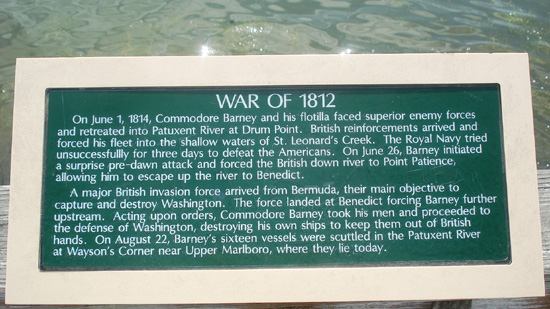 WAR OF 1812
On June 1, 1814, Commodore Barney and his flotilla faced superior enemy forces
and retreated into Patuxent River at Drum Point. British reinforcements arrived and
forced his fleet into the shallow waters of St. Leonard's Creek. The Royal Navy tried
unsuccessfullly for three days to defeat the Americans. On June 26, Barney initiated
a surprise pre-dawn attack and forced the British down river to Point Patience,
allowing him to escape up the river to Benedict.
A major British invasion force arrived from Bermuda, their main objective to
capture and destroy Washington. The force landed at Benedict forcing Barney further
upstream. Acting upon orders, Commodore Barney took his men and proceeded to
the defense of Washington, destroying his own ships to keep them out of British
hands. On August 22, Barney's sixteen vessels were scuttled in the Patuxent River
at Wayson's Corner near Upper Marlboro, where they lie today.